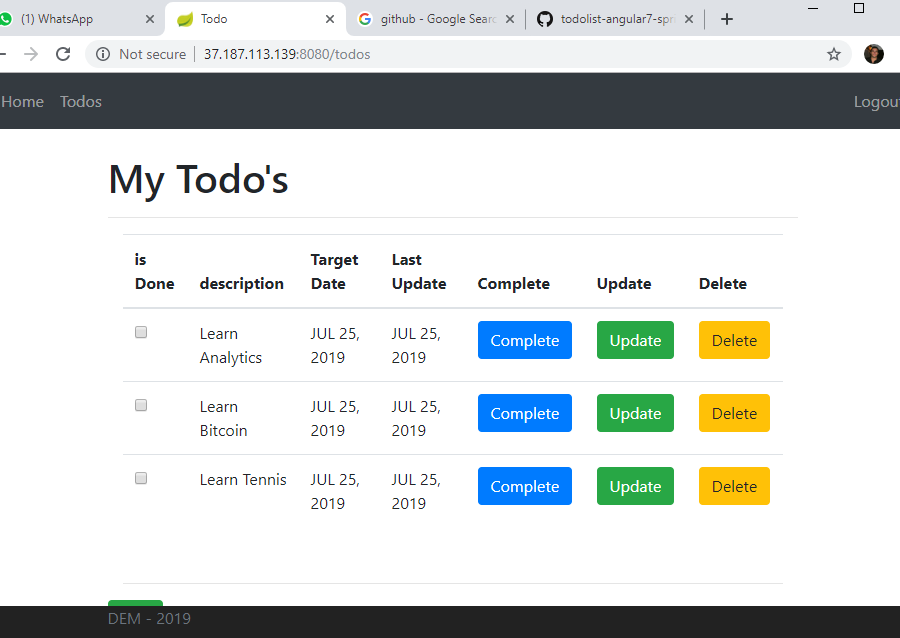 (1) WhatsApp
Todo
github - Google Sear
todolist-angular7-spr
Not secure
37.187.113.139:8080/todos
Home
Todos
Logou
My Todo's
is Done
description
Target Date
Last Update
Complete
Update
Delete
Learn Analytics
JUL 25, 2019
JUL 25, 2019
Complete
Update
Delete
Learn Bitcoin
JUL 25, 2019
JUL 25, 2019
Complete
Update
Delete
Learn Tennis
JUL 25, 2019
JUL 25, 2019
Complete
Update
Delete
DEM - 2019